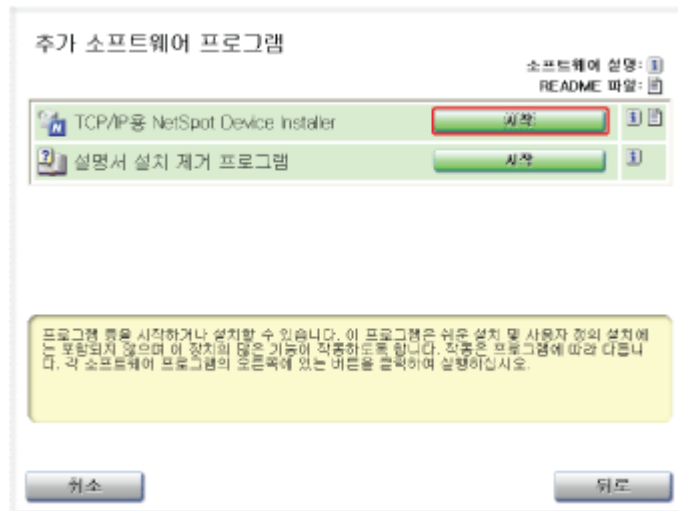 추가 소프트웨어 프로그램
소프트웨어 설명:
README 파일:
TCP/IP용 NetSpot Device Installer
시작
설명서 설치 제거 프로그램
시작
프로그램 등을 시작하거나 설치할 수 있습니다. 이 프로그램은 쉬운 설치 및 사용자 정의 설치에
는 포함되지 않으며 이 장치의 많은 기능이 작동하도록 합니다. 작동은 프로그램에 따라 다릅니
다. 각 소프트웨어 프로그램의 오른쪽에 있는 버튼을 클릭하여 실행하십시오.
취소
뒤로